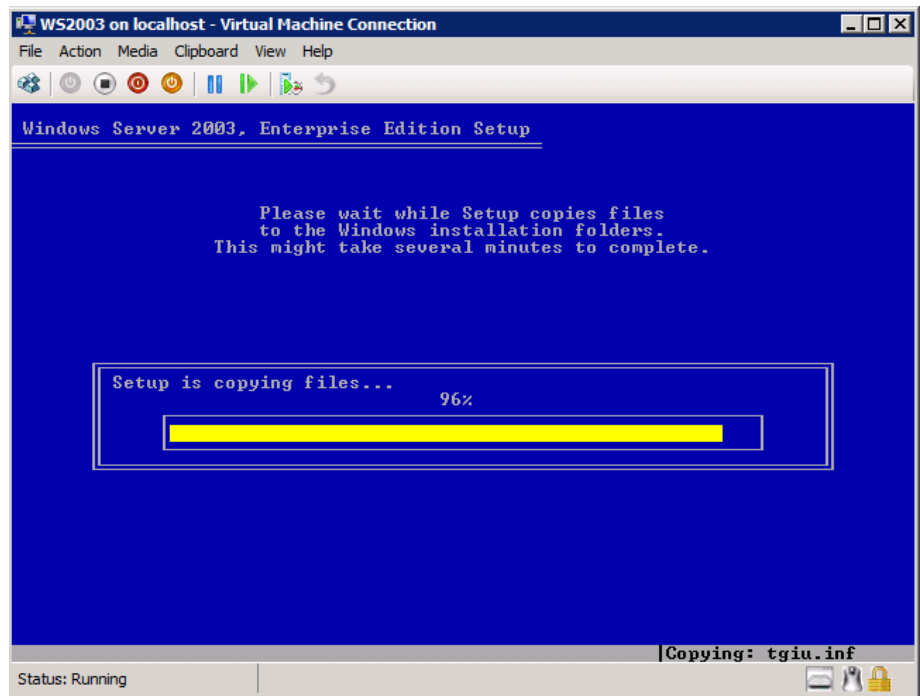 WS2003 on localhost - Virtual Machine Connection
File Action Media Clipboard View Help
Windows Server 2003, Enterprise Edition Setup
Please wait while Setup copies files
to the Windows installation folders.
This might take several minutes to complete.
Setup is copying files...
96%
Copying: tgiu.inf
Status: Running